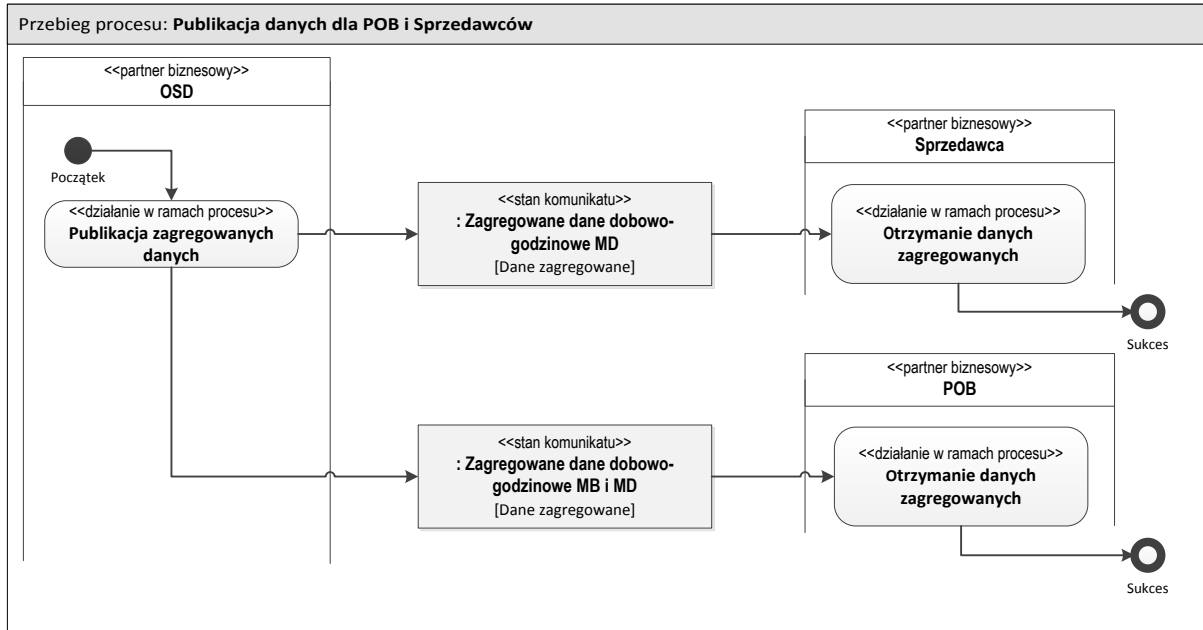 Przebieg procesu: Publikacja danych dla POB i Sprzedawców
<<partner biznesowy>>
OSD
Początek
<<działanie w ramach procesu>>
Publikacja zagregowanych
danych
<<stan komunikatu>>
: Zagregowane dane dobowo-
godzinowe MD
[Dane zagregowane]
<<partner biznesowy>>
Sprzedawca
<<działanie w ramach procesu>>
Otrzymanie danych
zagregowanych
Sukces
<<stan komunikatu>>
: Zagregowane dane dobowo-
godzinowe MB i MD
[Dane zagregowane]
<<partner biznesowy>>
POB
<<działanie w ramach procesu>>
Otrzymanie danych
zagregowanych
Sukces